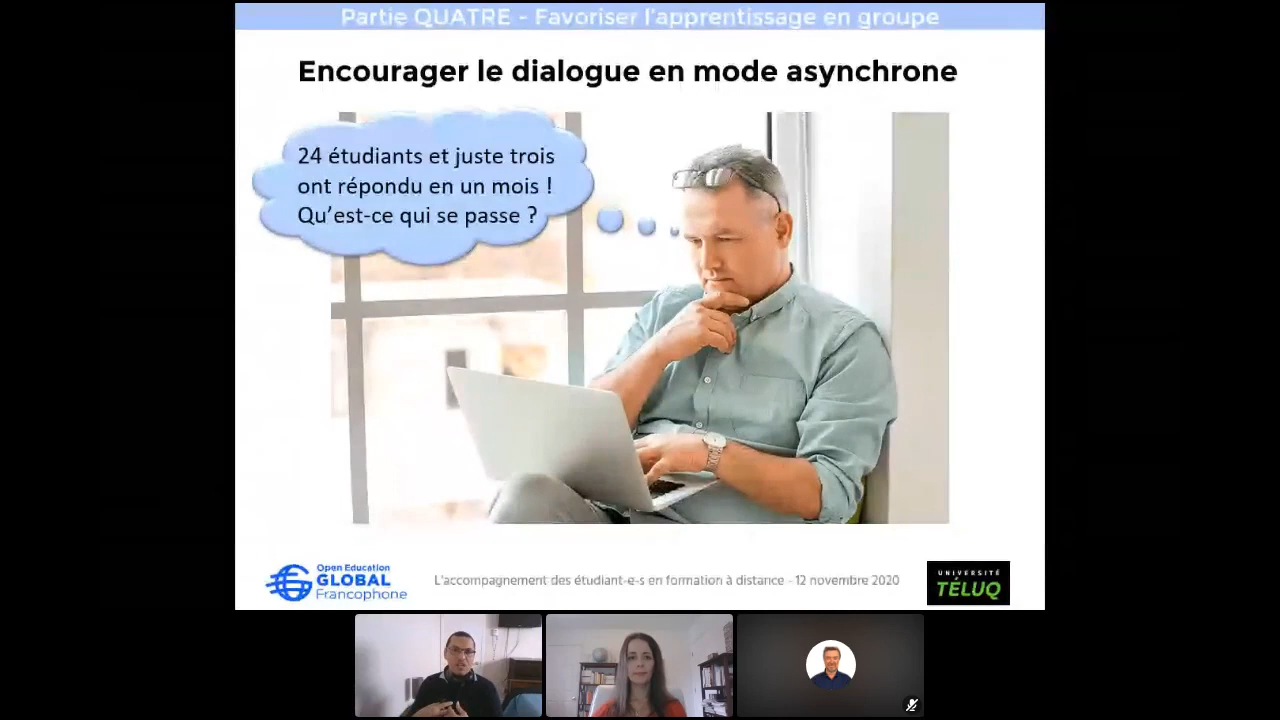 Partie QUATRE - Favoriser l'apprentissage en groupe
Encourager le dialogue en mode asynchrone
24 étudiants et juste trois
ont répondu en un mois !
Qu'est-ce qui se passe ?
Open Education
GLOBAL
Francophone
L'accompagnement des étudiant-e-s en formation à distance - 12 novembre 2020
UNIVERSITÉ
TÉLUQ